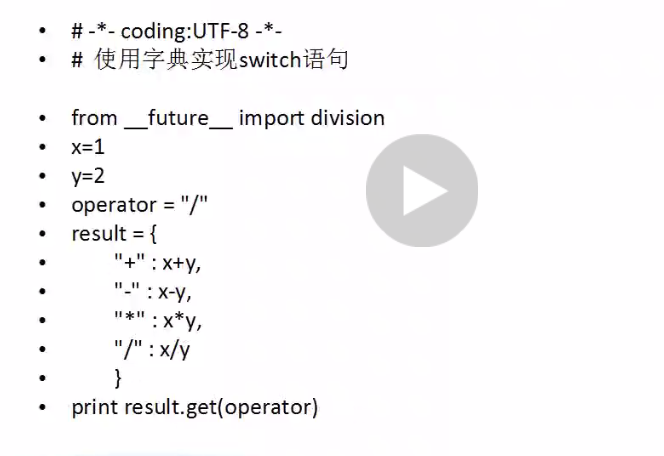 • # -*- coding:UTF-8 -*-
• # 使用字典实现switch语句
• from __future__ import division
• x=1
• y=2
• operator = "/"
• result = {
• "+" : x+y,
• "-" : x-y,
• "*" : x*y,
• "/" : x/y
• }
• print result.get(operator)